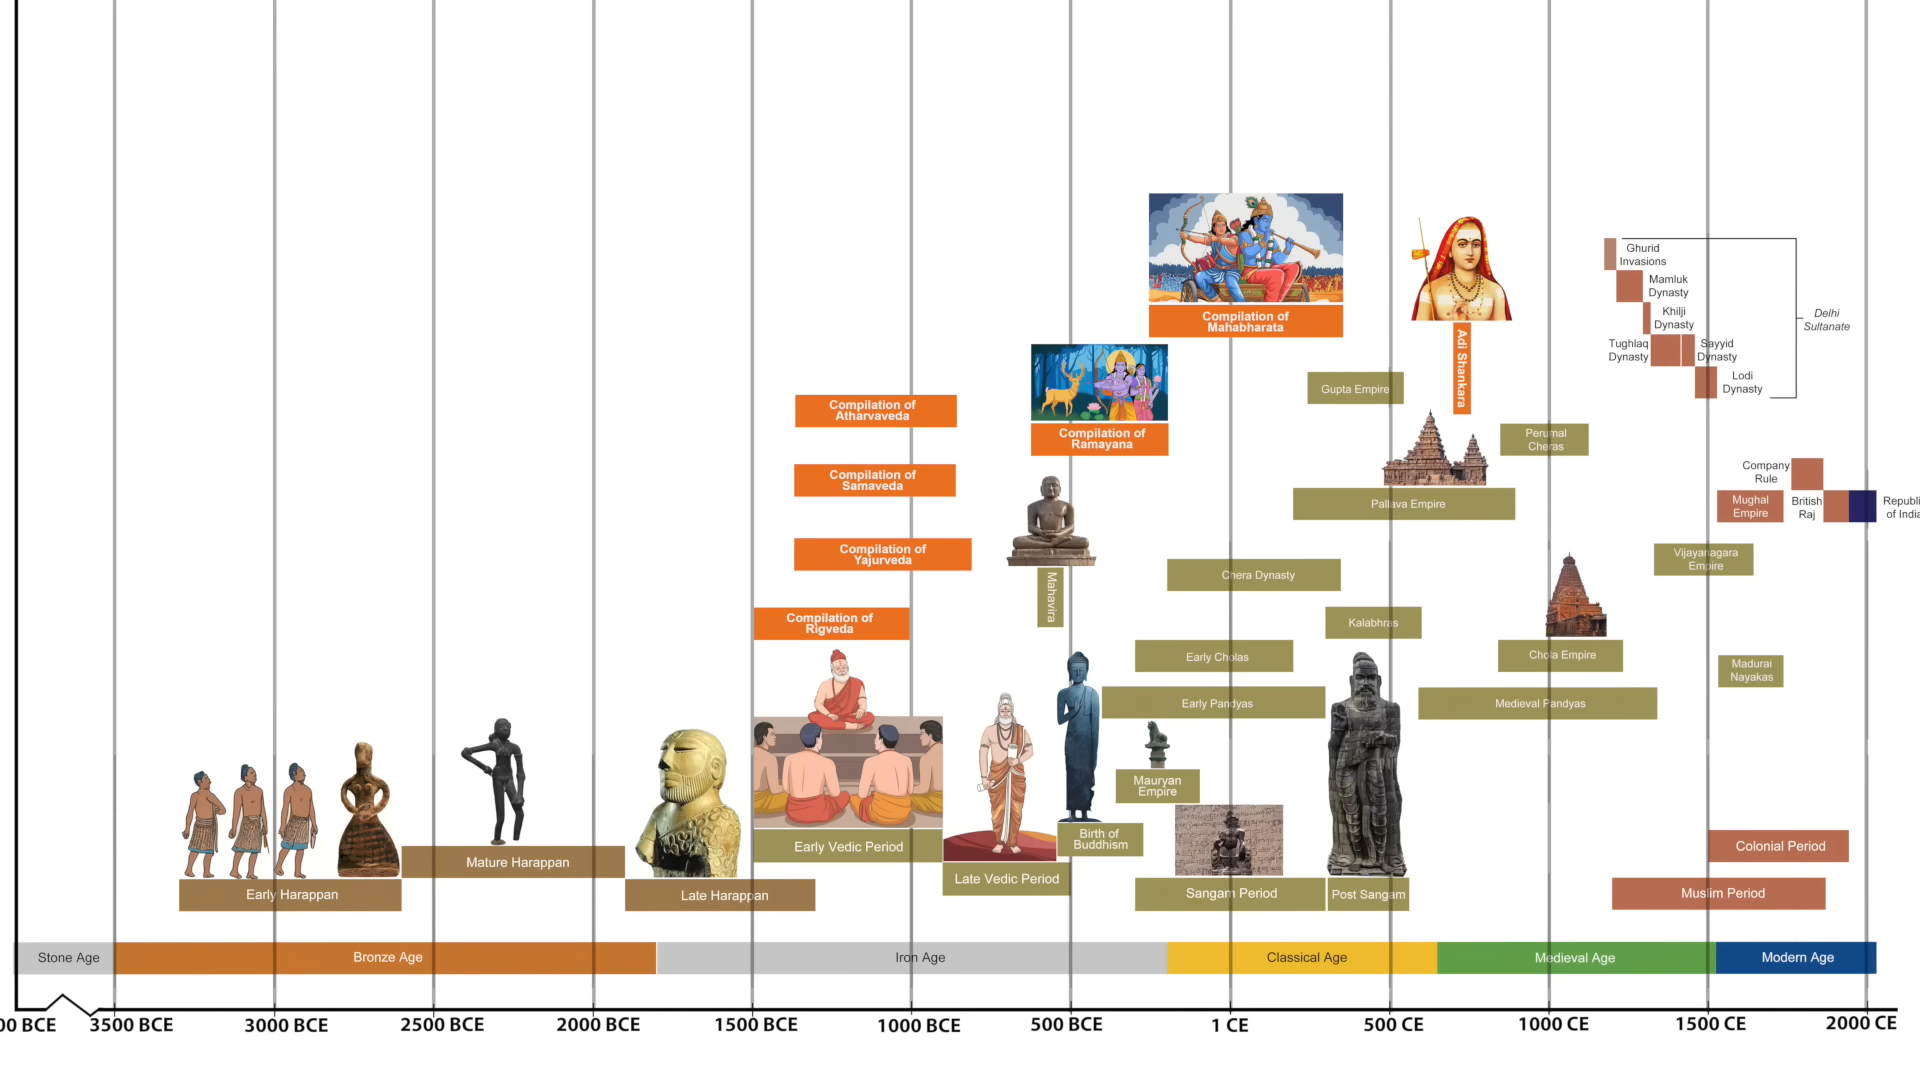 Compilation of
Mahabharata
Adi Shankara
Ghurid
Invasions
Mamluk
Dynasty
Khilji
Dynasty
Tughlaq
Dynasty
Sayyid
Dynasty
Lodi
Dynasty
Delhi
Sultanate
Gupta Empire
Compilation of
Atharvaveda
Compilation of
Ramayana
Perumal
Cheras
Compilation of
Samaveda
Company
Rule
Mughal
Empire
British
Raj
Republi
of India
Pallava Empire
Compilation of
Yajurveda
Vijayanagara
Empire
Chera Dynasty
Mahavira
Compilation of
Rigveda
Kalabhras
Early Cholas
Chola Empire
Madurai
Nayakas
Early Pandyas
Medieval Pandyas
Mauryan
Empire
Birth of
Buddhism
Early Vedic Period
Colonial Period
Mature Harappan
Late Vedic Period
Early Harappan
Late Harappan
Sangam Period
Post Sangam
Muslim Period
Stone Age
Bronze Age
Iron Age
Classical Age
Medieval Age
Modern Age
00 BCE
3500 BCE
3000 BCE
2500 BCE
2000 BCE
1500 BCE
1000 BCE
500 BCE
1 CE
500 CE
1000 CE
1500 CE
2000 CE